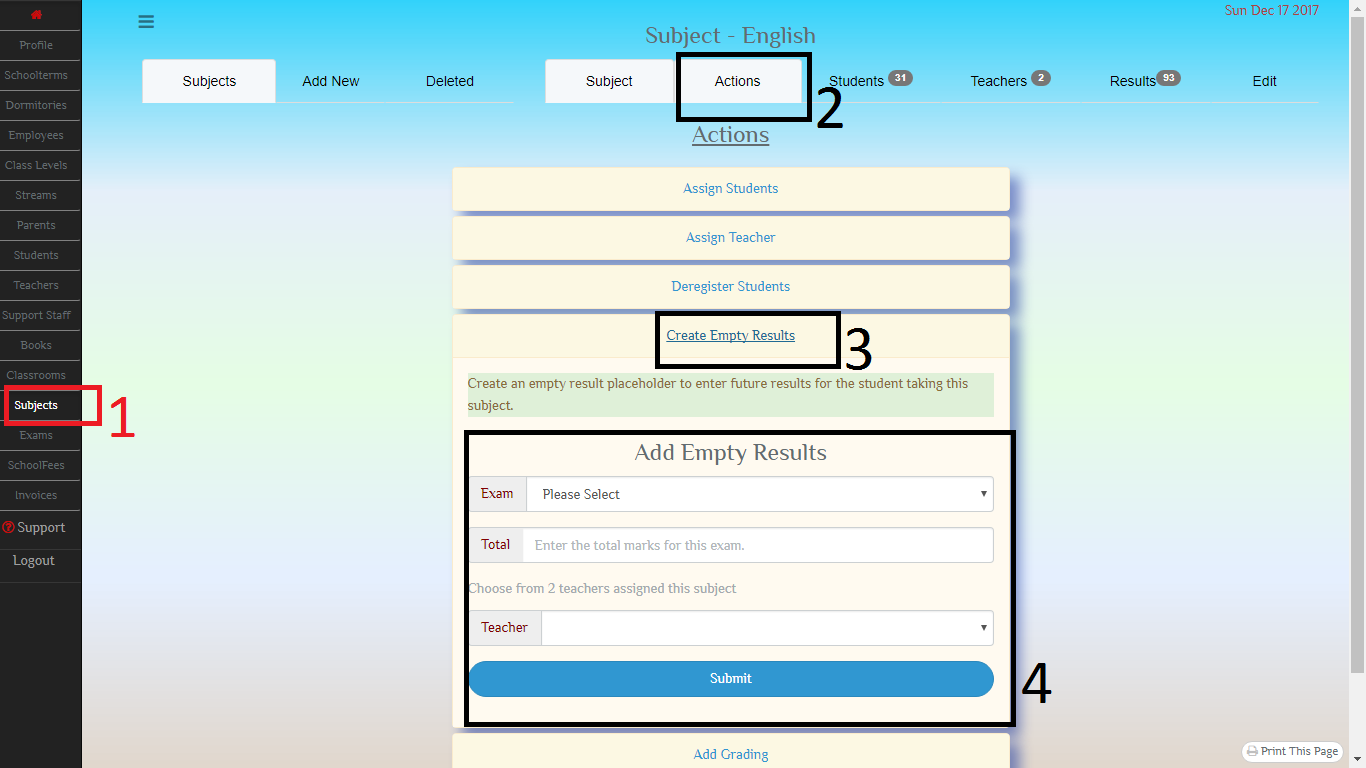 Sun Dec 17 2017
Subject - English
Subjects Add New Deleted Subject Actions Students 31 Teachers 2 Results 93 Edit
2
Actions
Profile
Schoolterms
Dormitories
Employees
Class Levels
Streams
Parents
Students
Teachers
Support Staff
Books
Classrooms
Subjects
1
Exams
SchoolFees
Invoices
Support
Logout
Assign Students
Assign Teacher
Deregister Students
Create Empty Results
3
Create an empty result placeholder to enter future results for the student taking this
subject.
Add Empty Results
Exam Please Select
Total Enter the total marks for this exam.
Choose from 2 teachers assigned this subject
Teacher
Submit
4
Add Grading
Print This Page